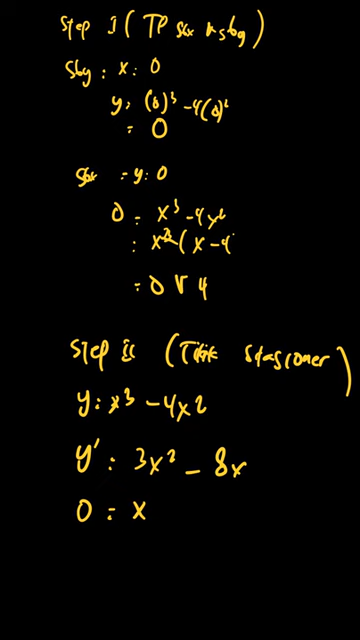 Step I ( TP sbx n sby )
Sby : x : 0
y : (0)³ - 4(0)²
= 0
Sbx = y : 0
0 = x³ - 4x²
: x² ( x - 4
= 0 V 4
Step II (Titik Stasioner )
y : x³ - 4x²
y' : 3x² - 8x
0 = x